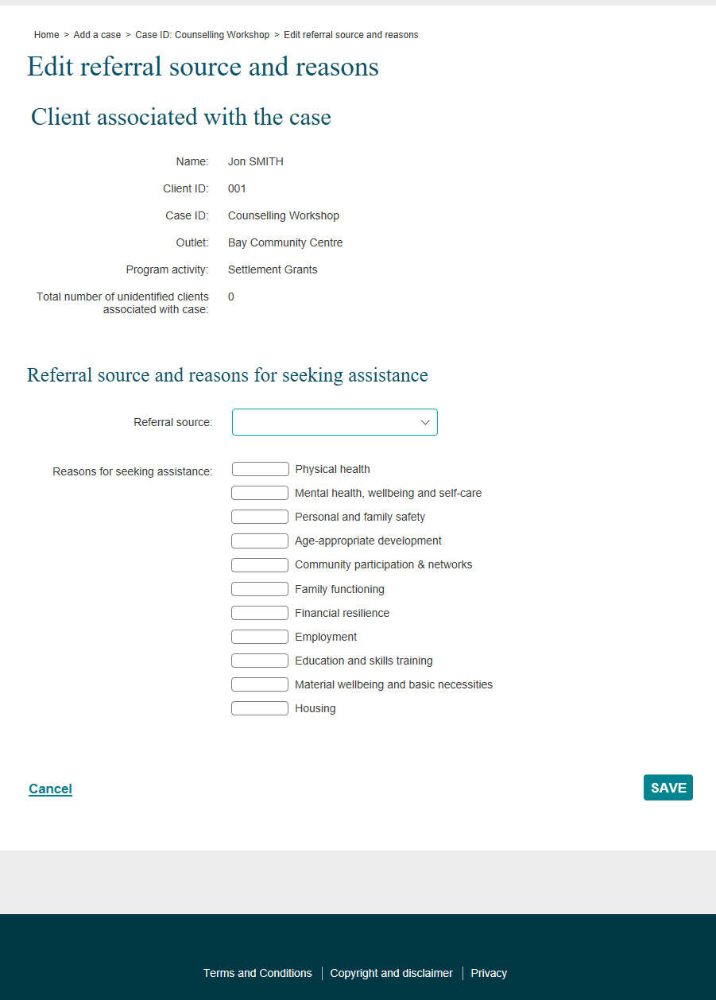 Home > Add a case > Case ID: Counselling Workshop > Edit referral source and reasons
Edit referral source and reasons
Client associated with the case
Name: Jon SMITH
Client ID: 001
Case ID: Counselling Workshop
Outlet: Bay Community Centre
Program activity: Settlement Grants
Total number of unidentified clients 0
associated with case:
Referral source and reasons for seeking assistance
Referral source:
Reasons for seeking assistance: Physical health
Mental health, wellbeing and self-care
Personal and family safety
Age-appropriate development
Community participation & networks
Family functioning
Financial resilience
Employment
Education and skills training
Material wellbeing and basic necessities
Housing
Cancel SAVE
Terms and Conditions | Copyright and disclaimer | Privacy